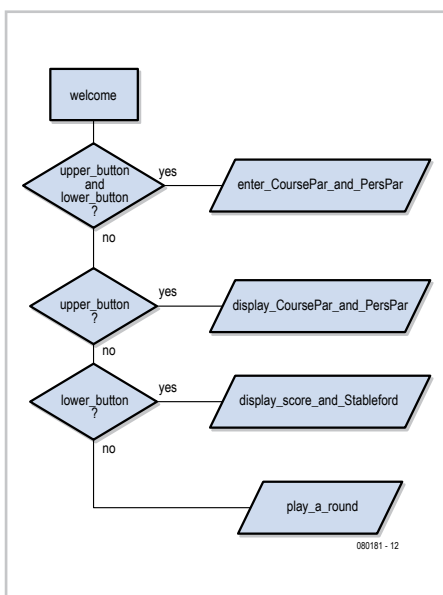 welcome
upper_button
and
lower_button
?
yes
enter_CoursePar_and_PersPar
no
upper_button
?
yes
display_CoursePar_and_PersPar
no
lower_button
?
yes
display_score_and_Stableford
no
play_a_round
080181 - 12